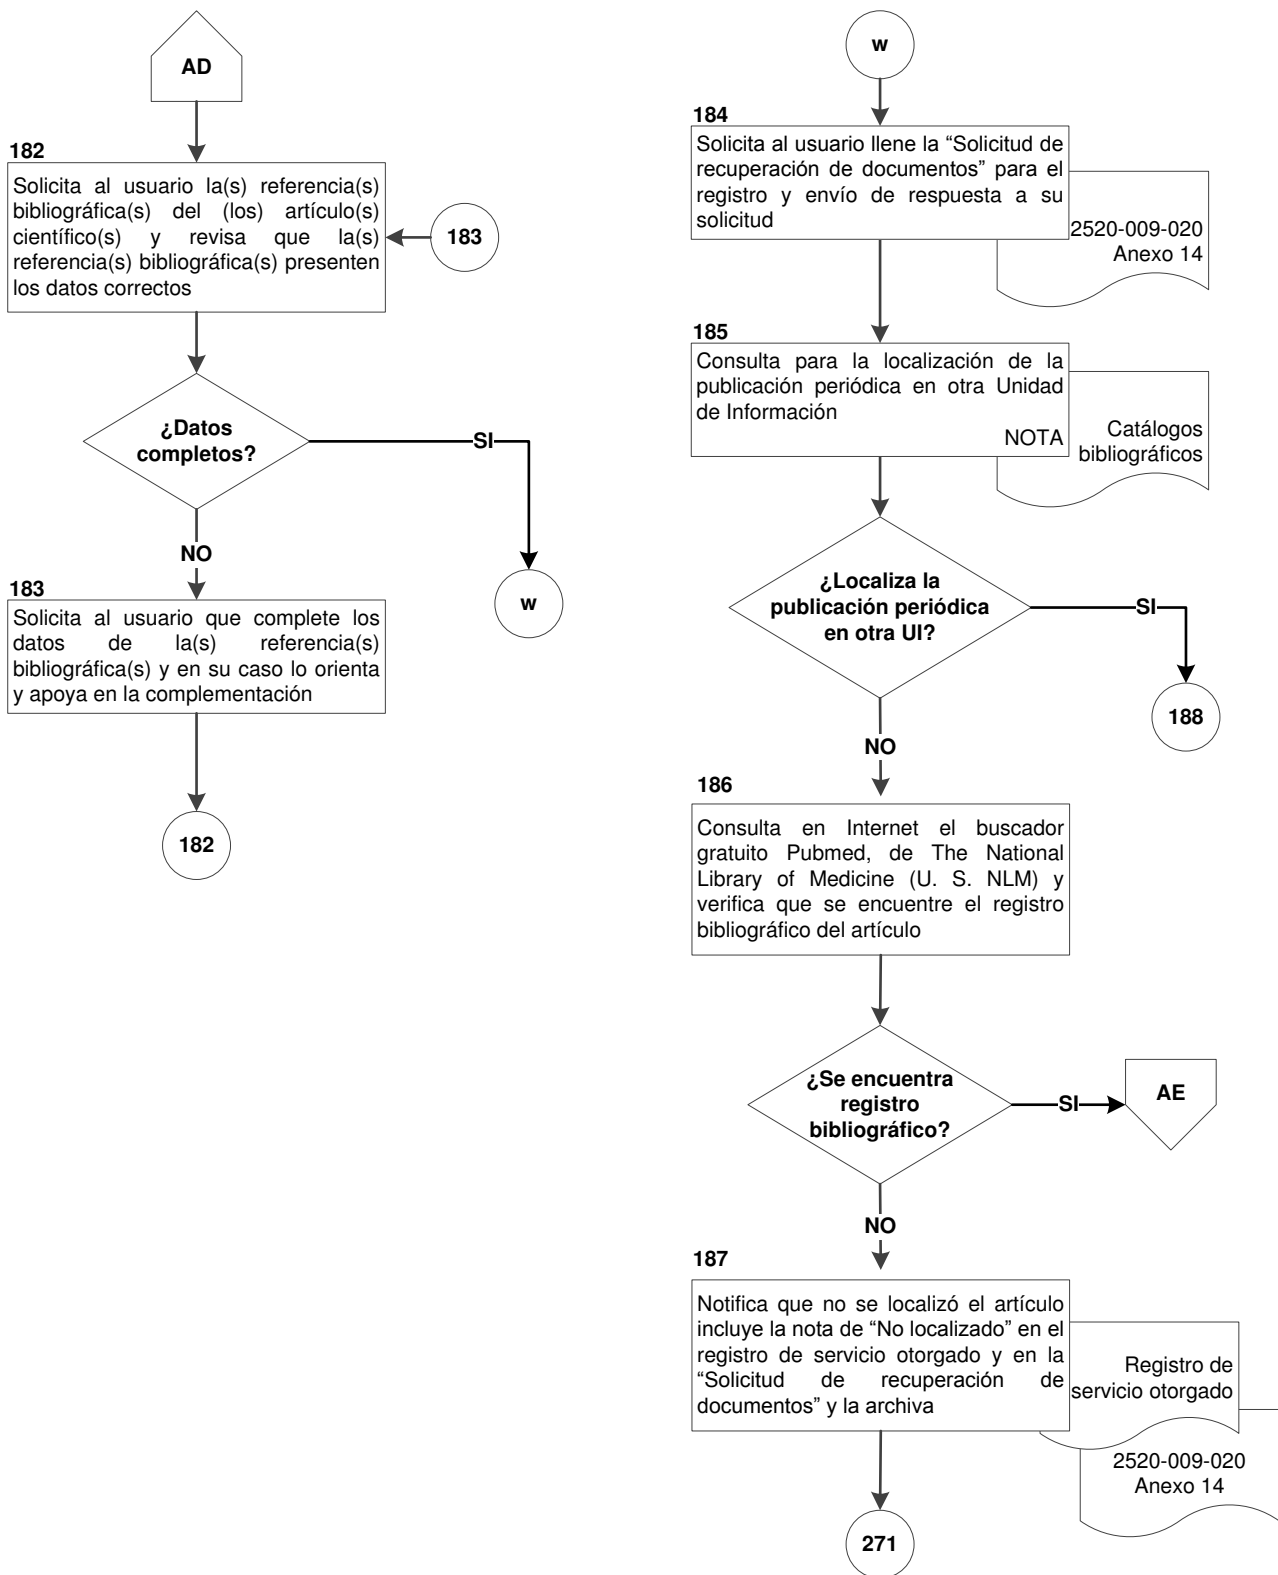 AD
182
Solicita al usuario la(s) referencia(s)
bibliográfica(s) del (los) artículo(s)
científico(s) y revisa que la(s)
referencia(s) bibliográfica(s) presenten
los datos correctos
183
¿Datos
completos?
SI
NO
w
183
Solicita al usuario que complete los
datos de la(s) referencia(s)
bibliográfica(s) y en su caso lo orienta
y apoya en la complementación
182
w
184
Solicita al usuario llene la “Solicitud de
recuperación de documentos” para el
registro y envío de respuesta a su
solicitud
2520-009-020
Anexo 14
185
Consulta para la localización de la
publicación periódica en otra Unidad
de Información
NOTA
Catálogos
bibliográficos
¿Localiza la
publicación periódica
en otra UI?
SI
188
NO
186
Consulta en Internet el buscador
gratuito Pubmed, de The National
Library of Medicine (U. S. NLM) y
verifica que se encuentre el registro
bibliográfico del artículo
¿Se encuentra
registro
bibliográfico?
SI
AE
NO
187
Notifica que no se localizó el artículo
incluye la nota de “No localizado” en el
registro de servicio otorgado y en la
“Solicitud de recuperación de
documentos” y la archiva
Registro de
servicio otorgado
2520-009-020
Anexo 14
271